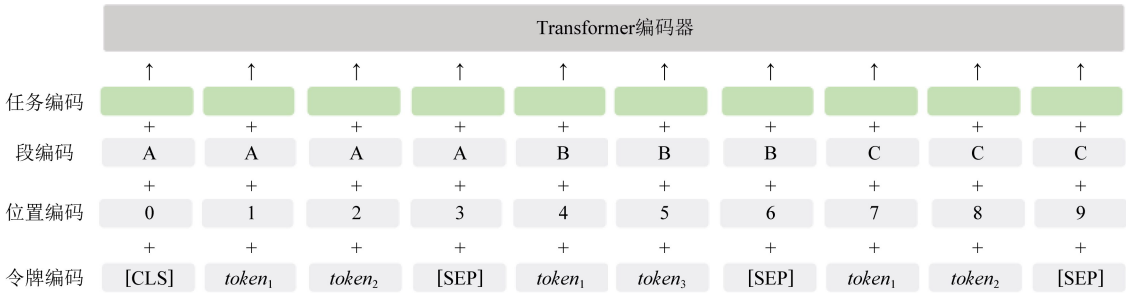 Transformer编码器
↑ ↑ ↑ ↑ ↑ ↑ ↑ ↑ ↑ ↑
任务编码
+ + + + + + + + + +
段编码 A A A A B B B C C C
+ + + + + + + + + +
位置编码 0 1 2 3 4 5 6 7 8 9
+ + + + + + + + + +
令牌编码 [CLS] token₁ token₂ [SEP] token₁ token₃ [SEP] token₁ token₂ [SEP]